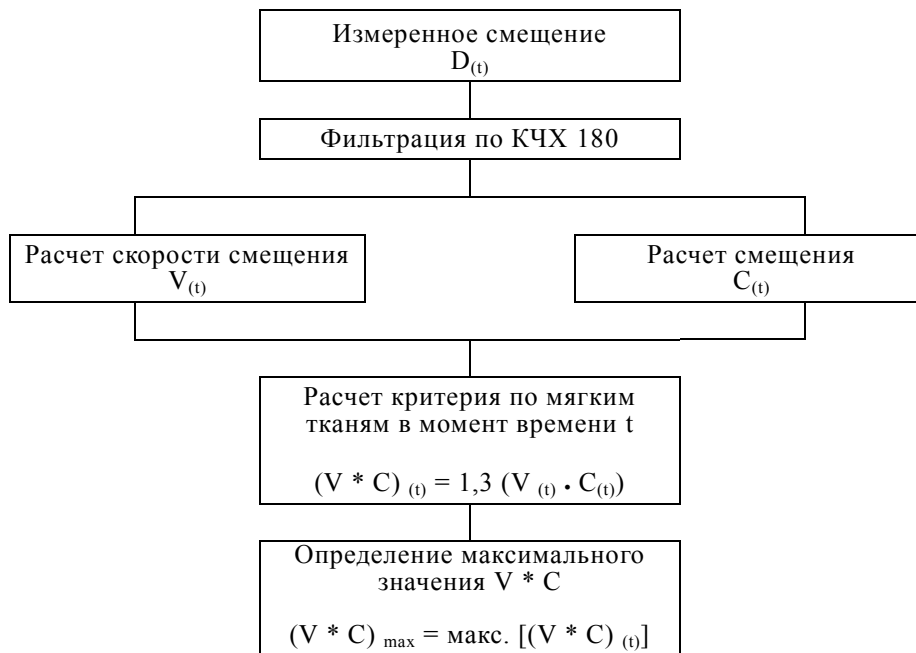 Измеренное смещение
D(t)
Фильтрация по КЧХ 180
Расчет скорости смещения
V(t)
Расчет смещения
C(t)
Расчет критерия по мягким
тканям в момент времени t
(V * C) (t) = 1,3 (V (t) • C(t))
Определение максимального
значения V * C
(V * C) max = макс. [(V * C) (t)]